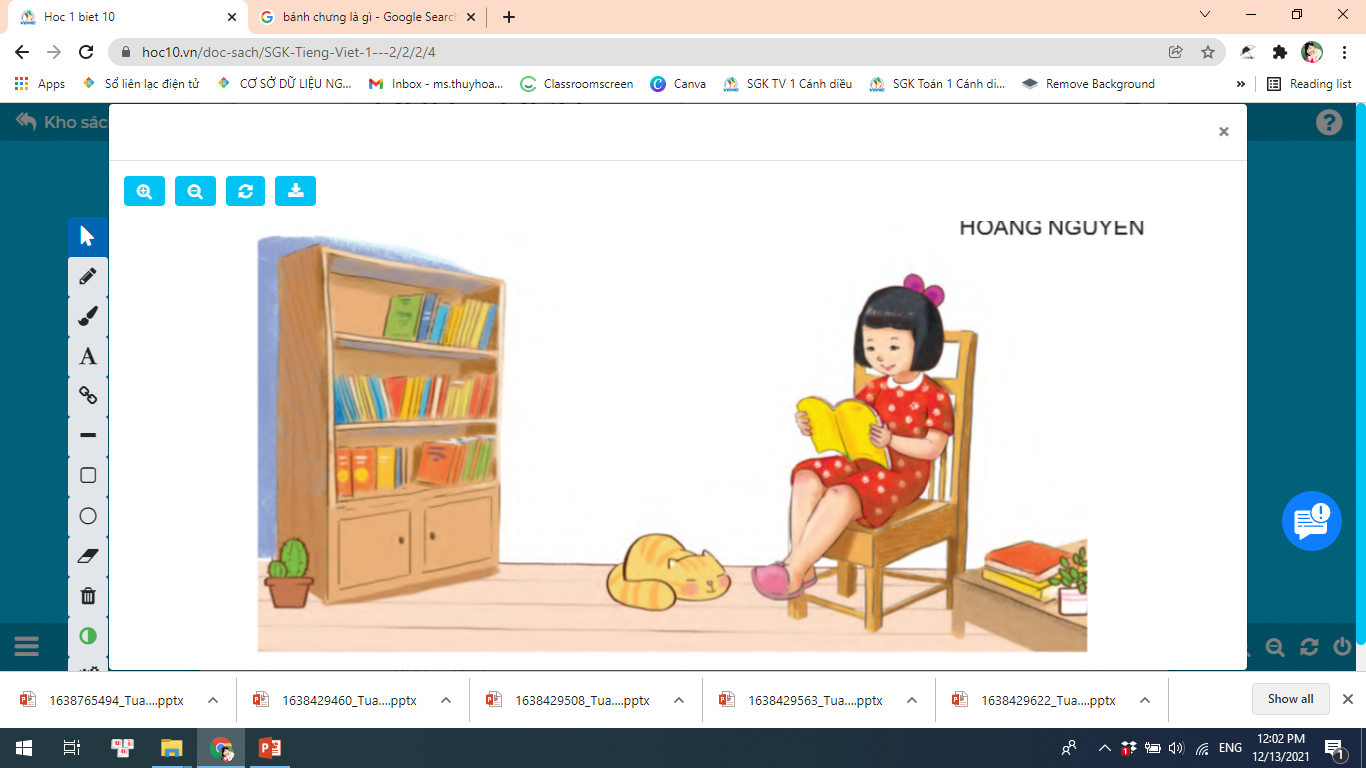 Hoc 1 biet 10
bánh chưng là gì - Google Search
hoc10.vn/doc-sach/SGK-Tieng-Viet-1---2/2/2/4
Apps
Sổ liên lạc điện tử
CƠ SỞ DỮ LIỆU NG...
Inbox - ms.thuyhoa...
Classroomscreen
Canva
SGK TV 1 Cánh diều
SGK Toán 1 Cánh di...
Remove Background
»
Reading list
Kho sác
HOÀNG NGUYÊN
A
1638765494_Tua....pptx
1638429460_Tua....pptx
1638429508_Tua....pptx
1638429563_Tua....pptx
1638429622_Tua....pptx
Show all
ENG
12:02 PM
12/13/2021
1